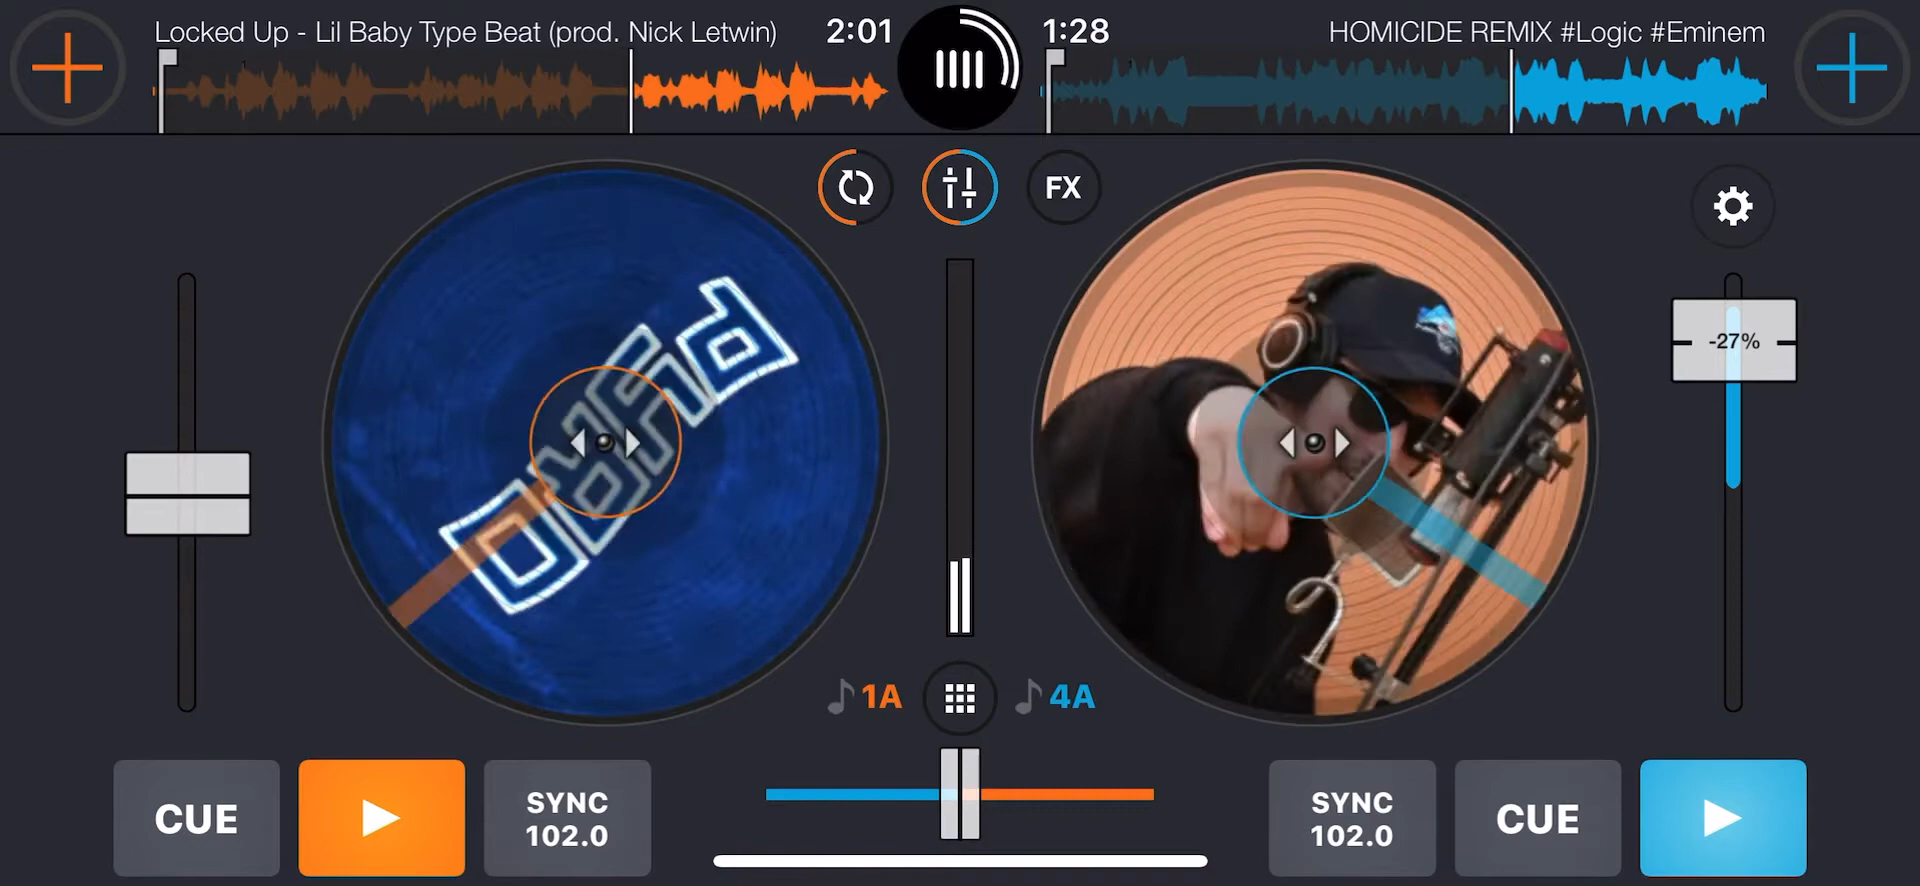 Locked Up - Lil Baby Type Beat (prod. Nick Letwin)
2:01
1:28
HOMICIDE REMIX #Logic #Eminem
FX
-27%
1A
4A
CUE
SYNC
102.0
SYNC
102.0
CUE